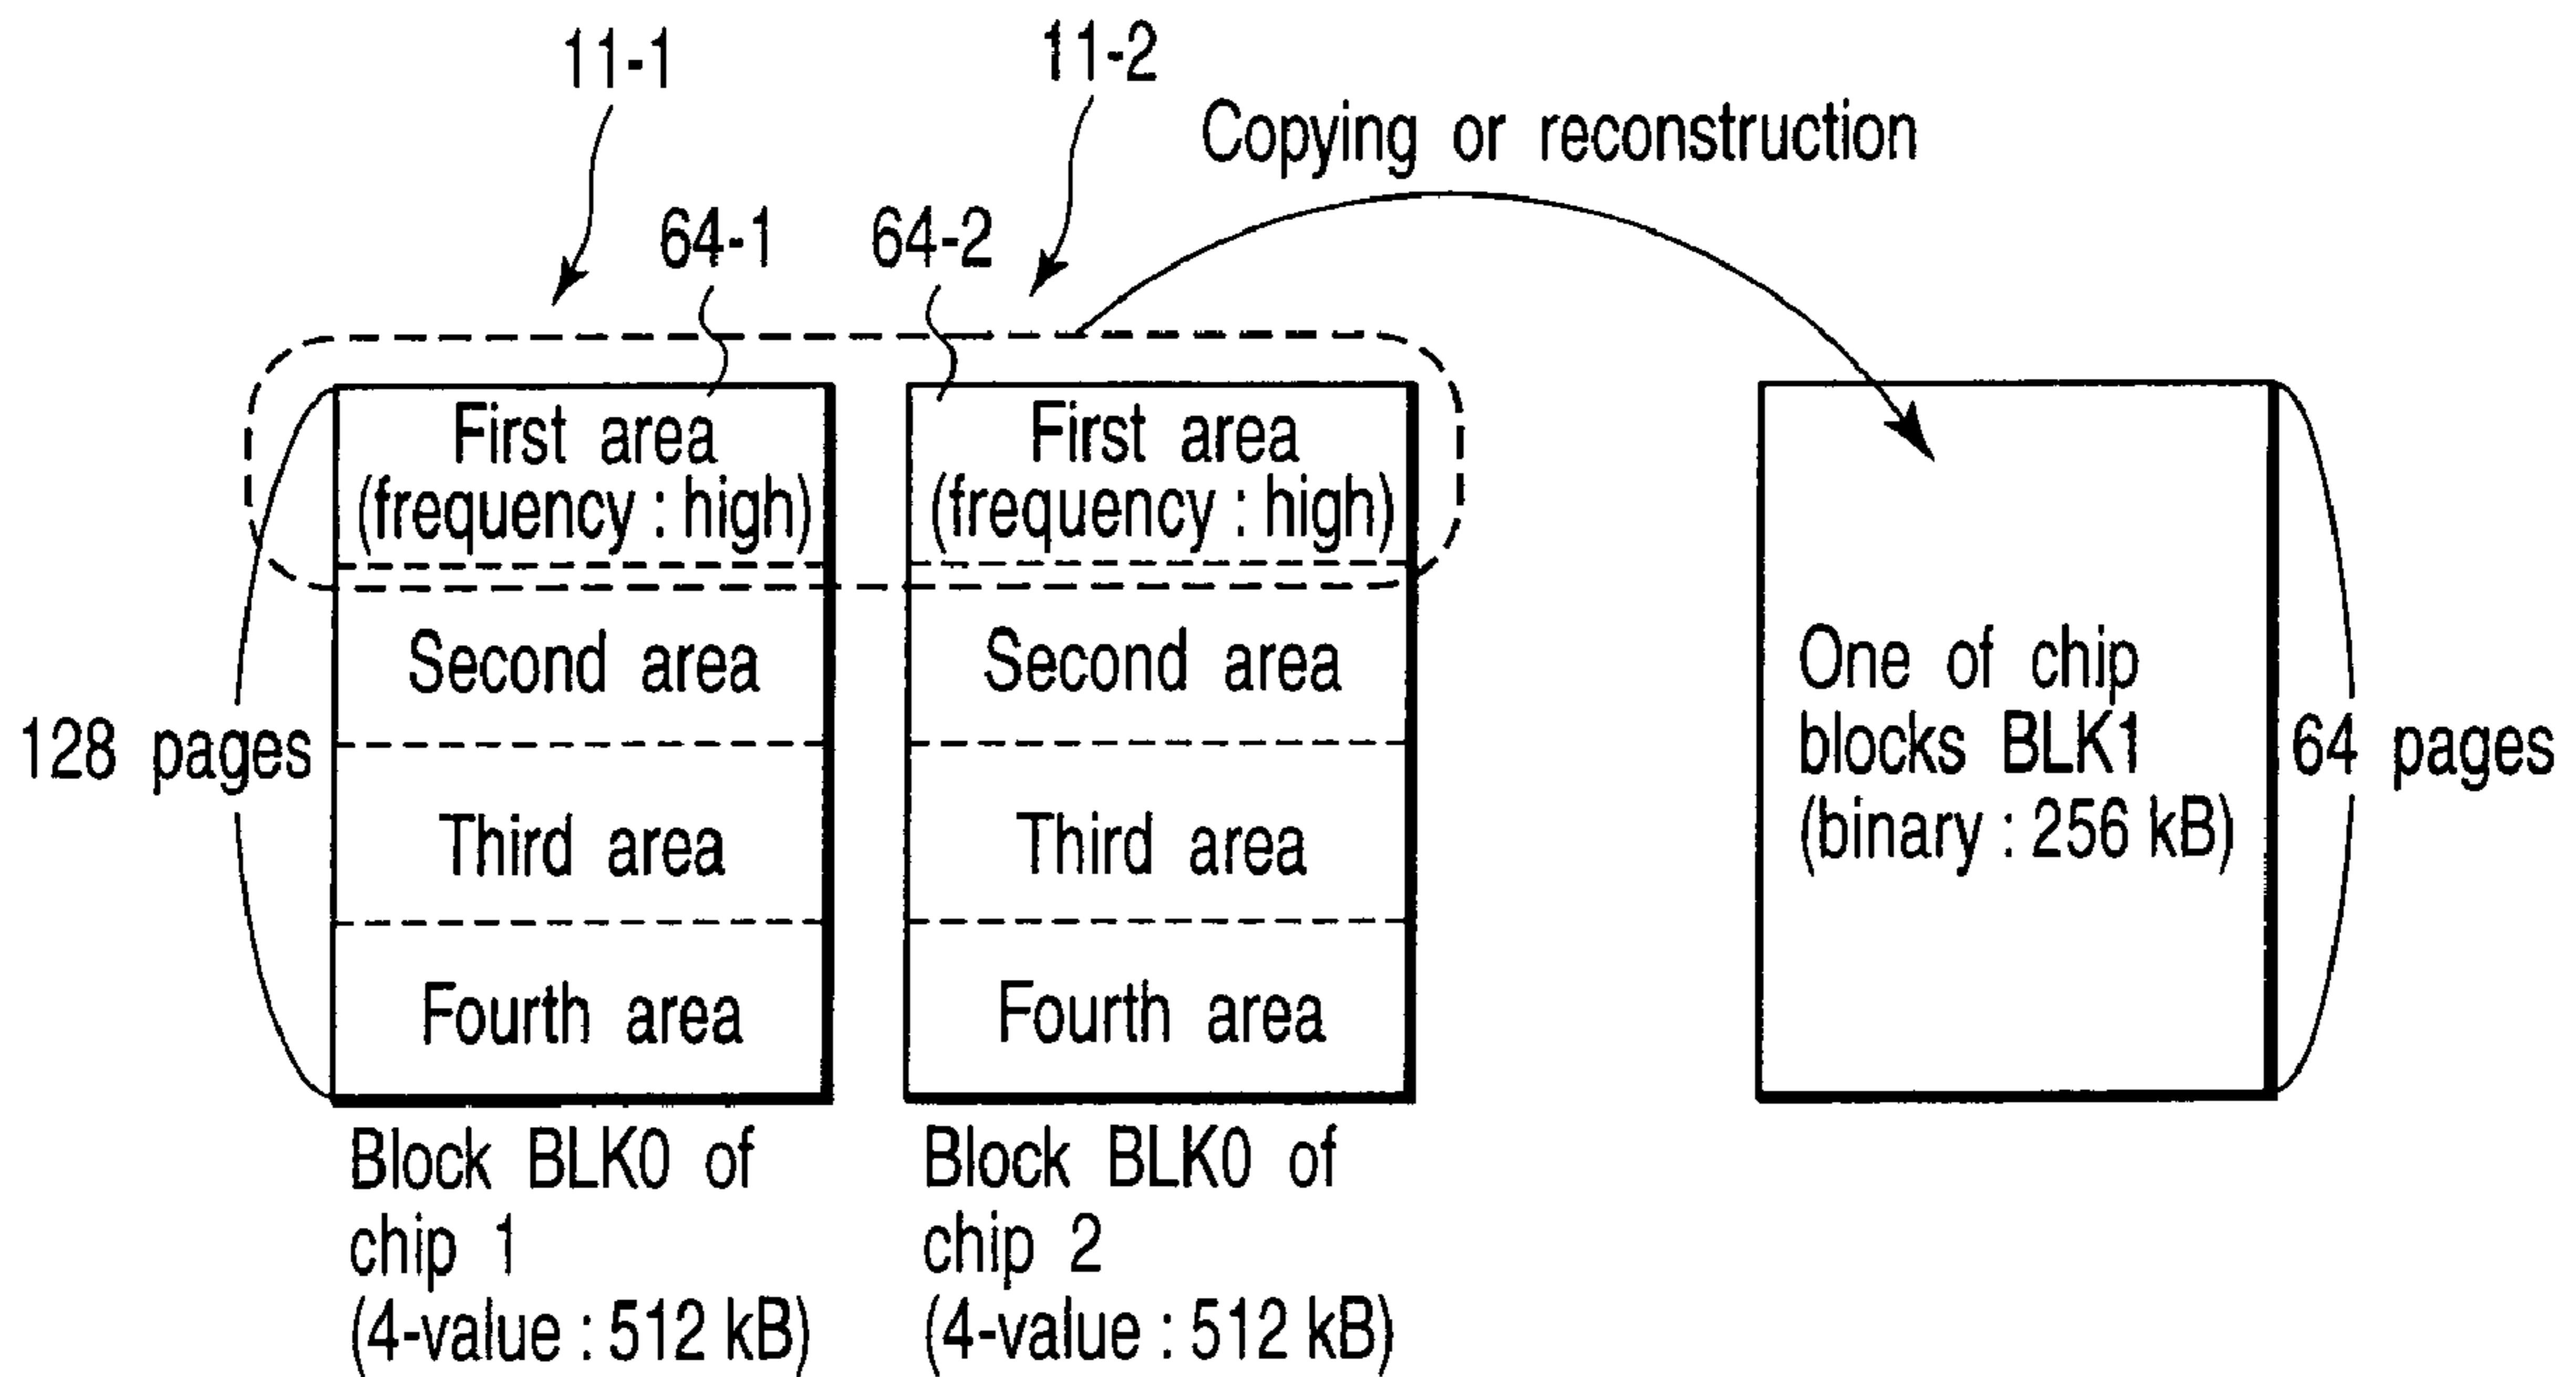 11-1
11-2
Copying or reconstruction
64-1
64-2
First area
(frequency : high)
First area
(frequency : high)
Second area
Second area
128 pages
Third area
Third area
Fourth area
Fourth area
One of chip
blocks BLK1
(binary : 256 kB)
64 pages
Block BLK0 of
chip 1
(4-value : 512 kB)
Block BLK0 of
chip 2
(4-value : 512 kB)